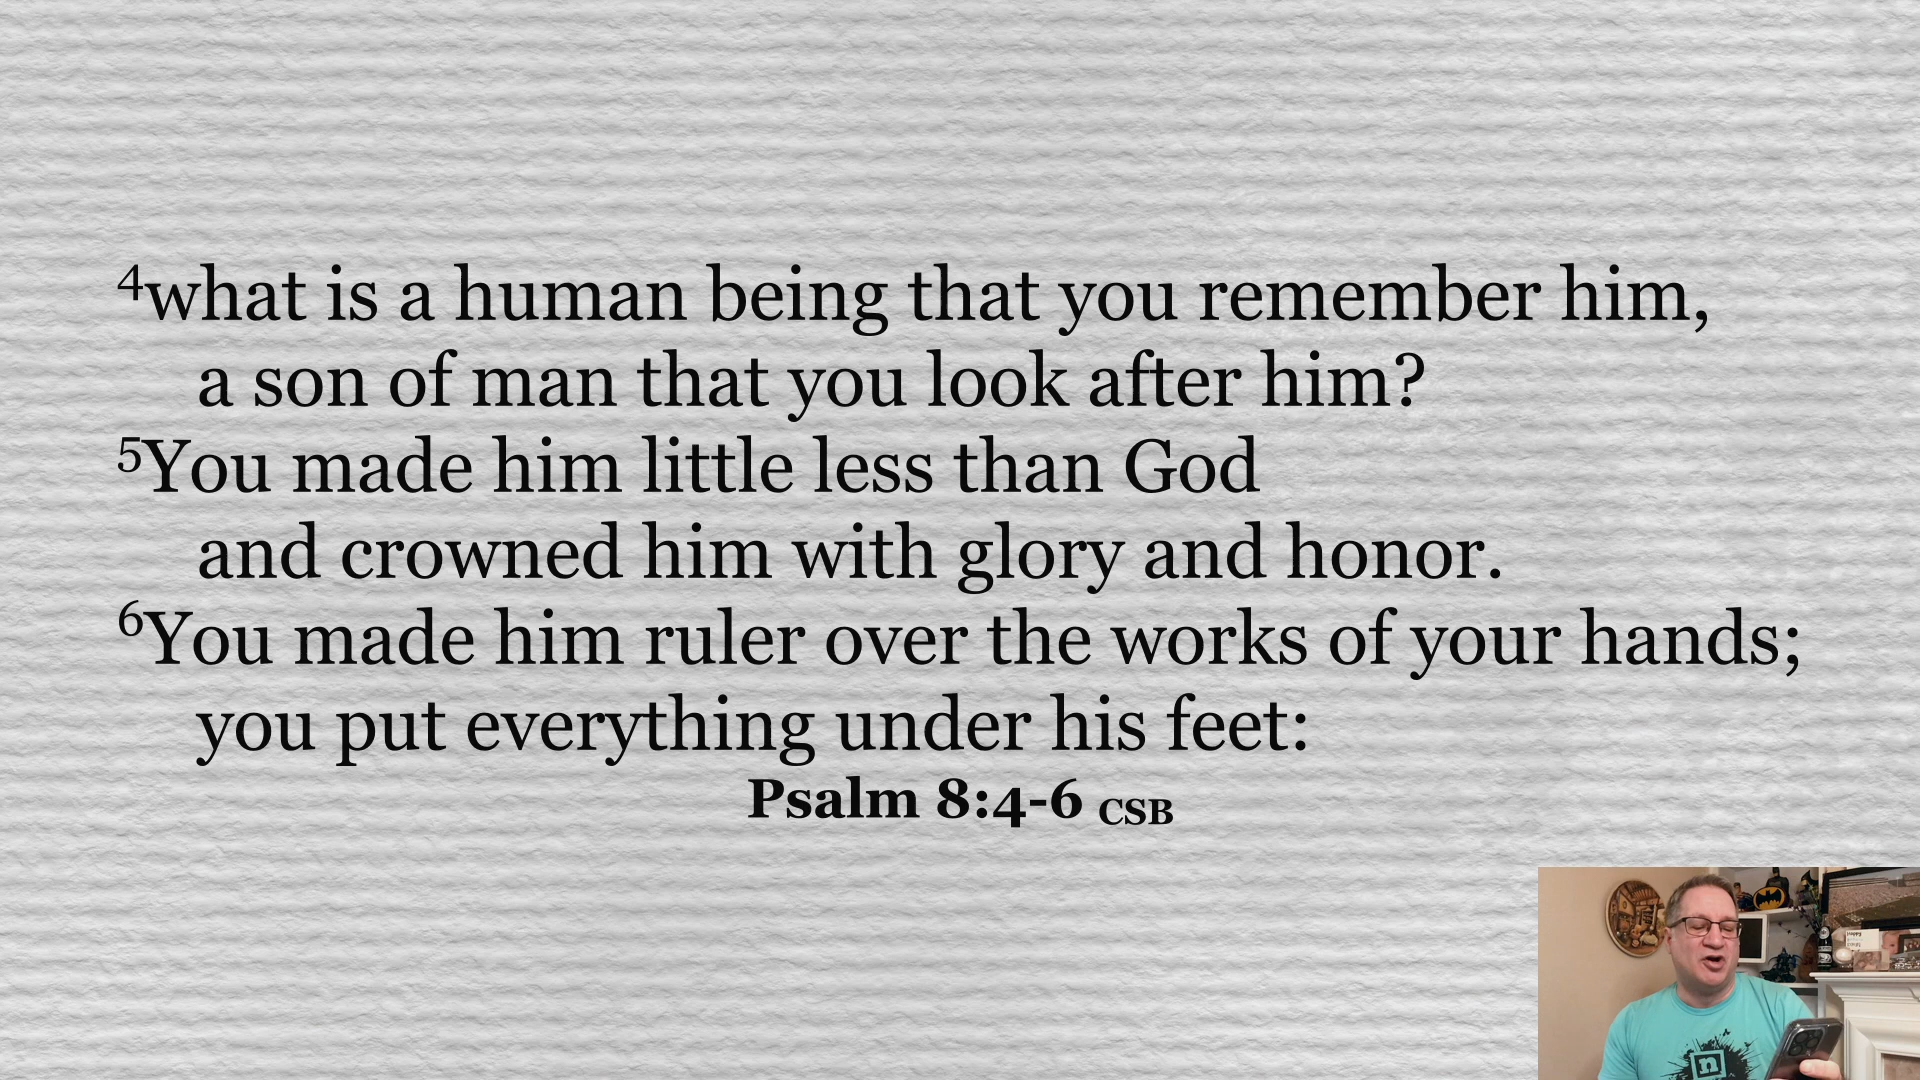 ⁴what is a human being that you remember him,
a son of man that you look after him?
⁵You made him little less than God
and crowned him with glory and honor.
⁶You made him ruler over the works of your hands;
you put everything under his feet:
Psalm 8:4-6 CSB
n